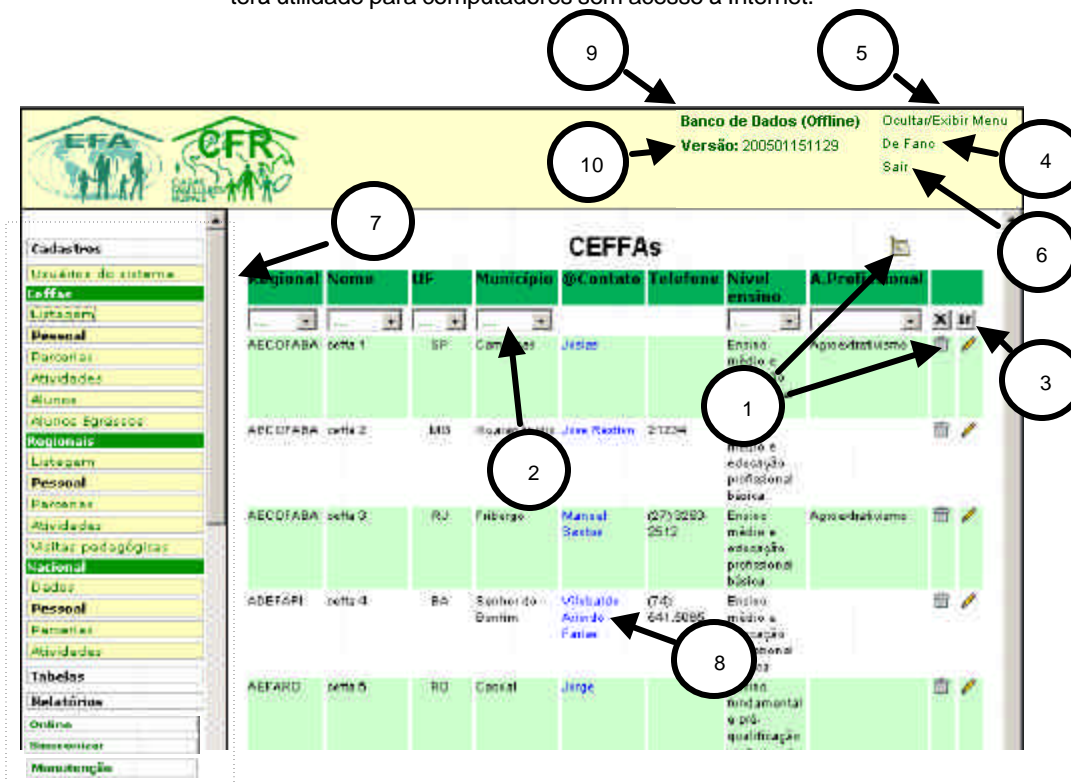 terá utilidade para computadores sem acesso à Internet.
9
5
EFA
CFR
Banco de Dados (Offline)
Ocultar/Exibir Menu
Versão: 200501151129
De Fano
Sair
10
4
7
6
CEFFAs
Cadastros
Usuários do sistema
Ceffas
Listagem
Pessoal
Parcerias
Atividades
Alunos
Alunos Egressos
Regionais
Listagem
Pessoal
Parcerias
Atividades
Visitas pedagógicas
Nacional
Dados
Pessoal
Parcerias
Atividades
Tabelas
Relatórios
Online
Sincronizar
Manutenção
Regional Nome UF Município @Contato Telefone Nível ensino A.Profissional
3
1
2
8
AECOFABA ceffa 1 SP Jesias Ensino médio e Agroextrativismo
AECOFABA ceffa 2 MG 21234 médio e educação profissional básica
AECOFABA ceffa 3 RJ Friburgo Manoel Santos (27) 3263-2512 Ensino médio e educação profissional básica Agroextrativismo
ceffa 4 BA Senhor do Bonfim Farias (74) 641.5065 Ensino médio e
AEFARO ceffa 5 RO Cacoal Jorge Ensino fundamental e pré-qualificação